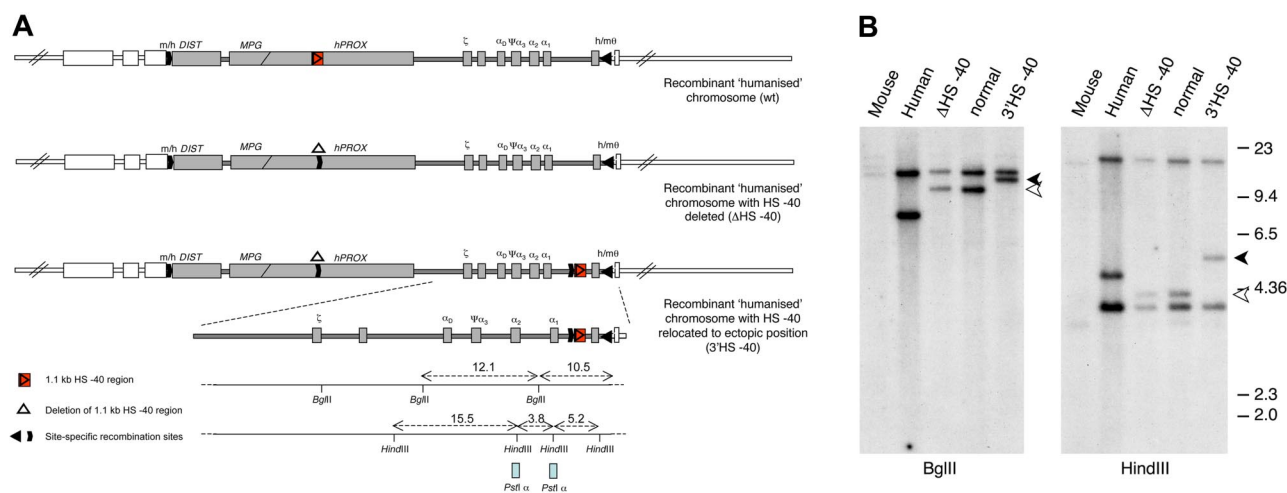 A
m/h DIST MPG hPROX ζ αD Ψα3 α2 α1 h/mθ
Recombinant 'humanised'
chromosome (wt)
m/h DIST MPG hPROX ζ αD Ψα3 α2 α1 h/mθ
Recombinant 'humanised'
chromosome with HS -40
deleted (ΔHS -40)
m/h DIST MPG hPROX ζ αD Ψα3 α2 α1 h/mθ
Recombinant 'humanised'
chromosome with HS -40
relocated to ectopic position
(3'HS -40)
ζ αD Ψα3 α2 α1
12.1 10.5
BglII BglII BglII
15.5 3.8 5.2
HindIII HindIII HindIII HindIII
PstI α PstI α
1.1 kb HS -40 region
Deletion of 1.1 kb HS -40 region
Site-specific recombination sites
B
Mouse Human ΔHS -40 normal 3'HS -40
BglII
Mouse Human ΔHS -40 normal 3'HS -40
23
9.4
6.5
4.36
2.3
2.0
HindIII